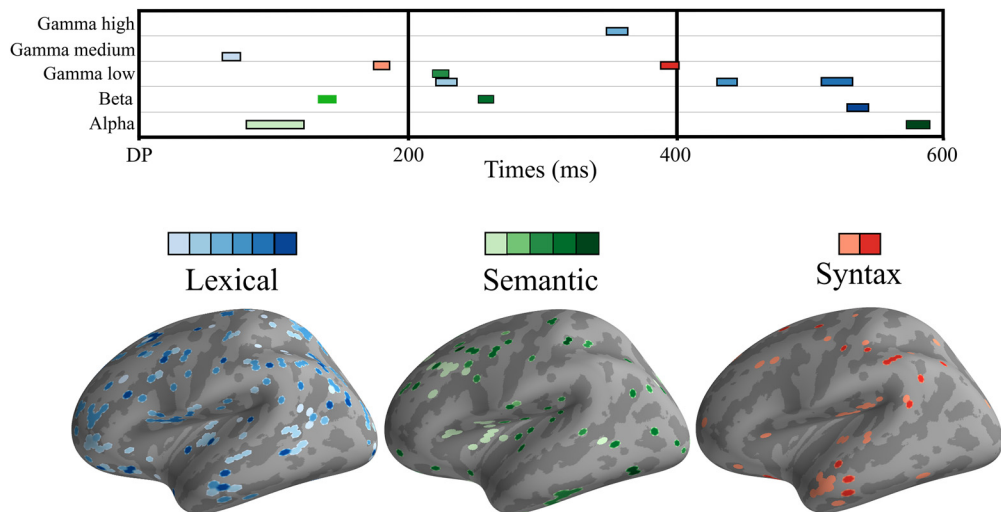 Gamma high
Gamma medium
Gamma low
Beta
Alpha
DP 200 400 600
Times (ms)
Lexical Semantic Syntax